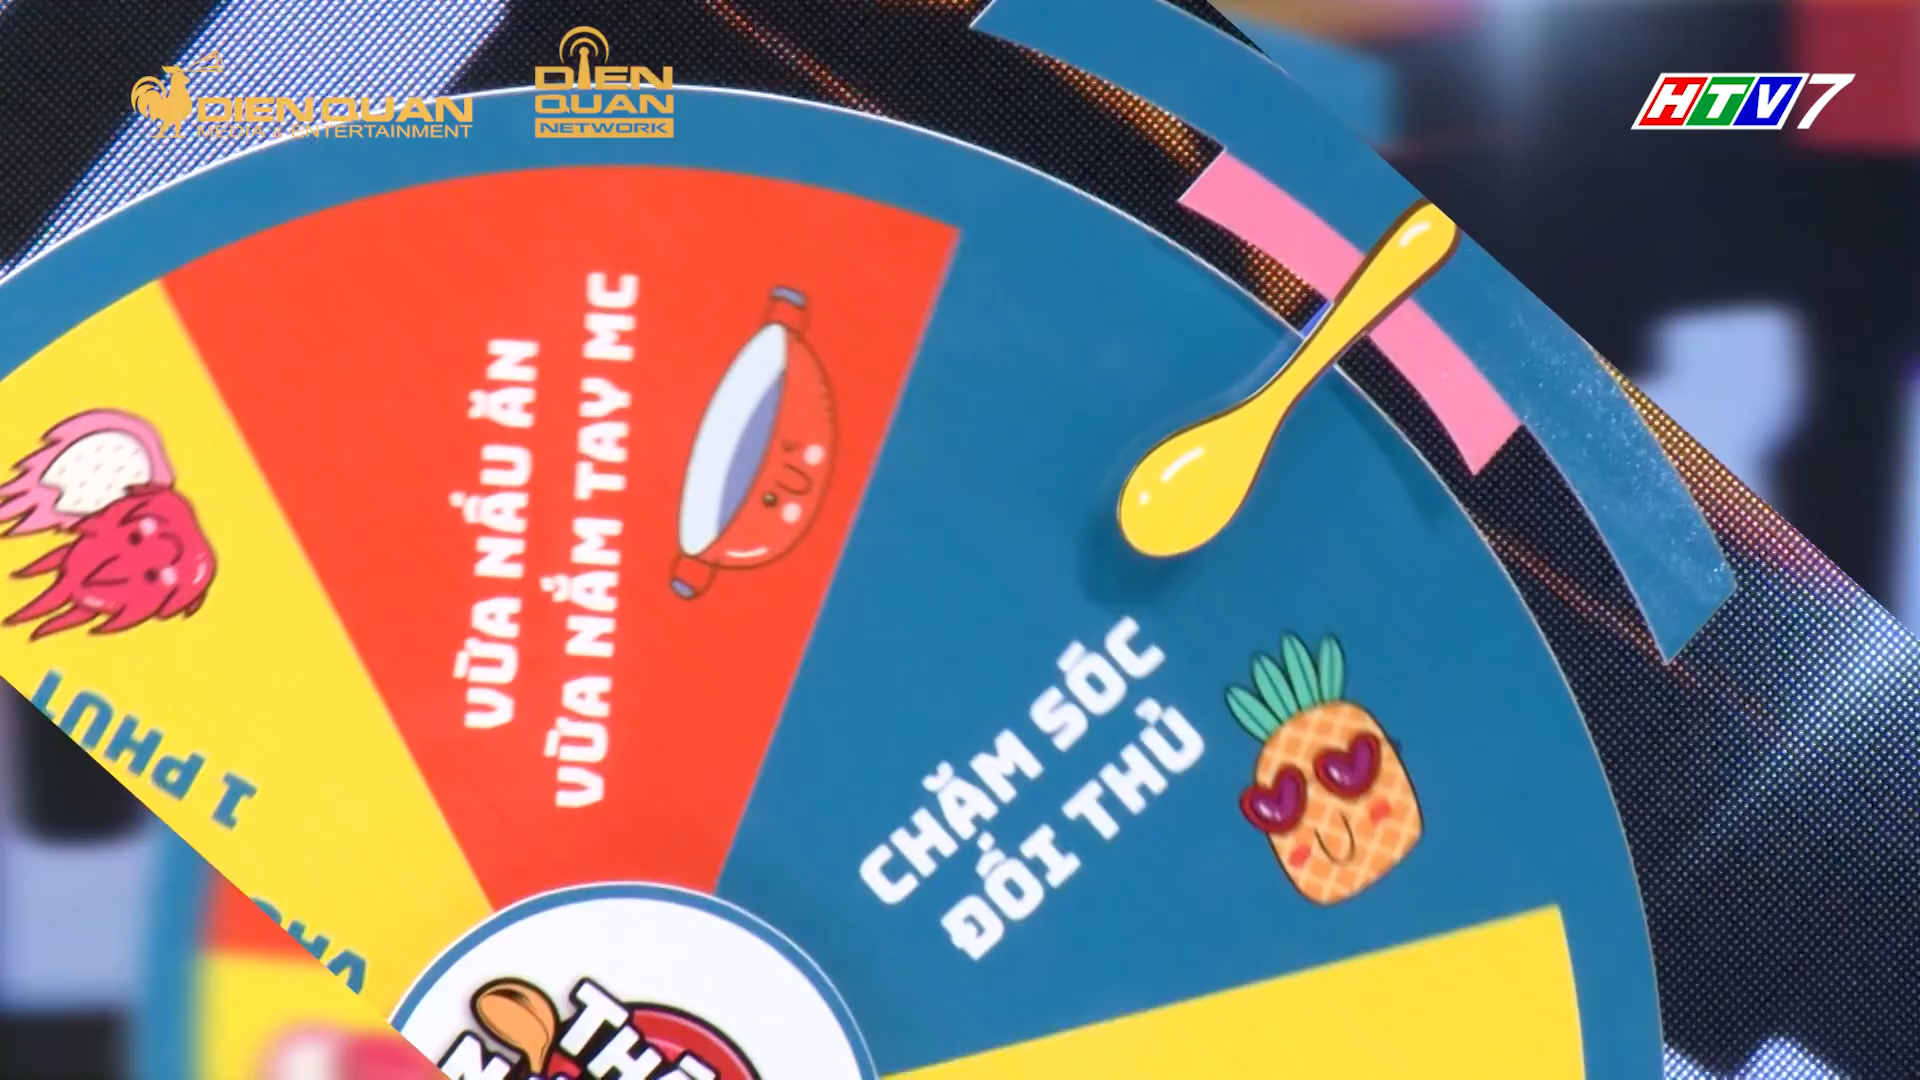 DIEN QUAN
MEDIA & ENTERTAINMENT
DIEN
QUAN
NETWORK
HTV7
VỪA NẤU ĂN
VỪA NẮM TAY MC
CHĂM SÓC
ĐỐI THỦ
1 PHÚT